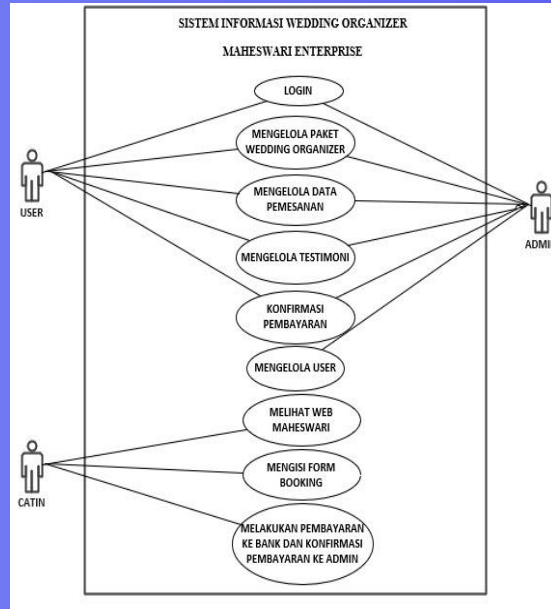 SISTEM INFORMASI WEDDING ORGANIZER
MAHESWARI ENTERPRISE
LOGIN
MENGELOLA PAKET
WEDDING ORGANIZER
USER
MENGELOLA DATA
PEMESANAN
ADMI
MENGELOLA TESTIMONI
KONFIRMASI
PEMBAYARAN
MENGELOLA USER
MELIHAT WEB
MAHESWARI
CATIN
MENGISI FORM
BOOKING
MELAKUKAN PEMBAYARAN
KE BANK DAN KONFIRMASI
PEMBAYARAN KE ADMIN